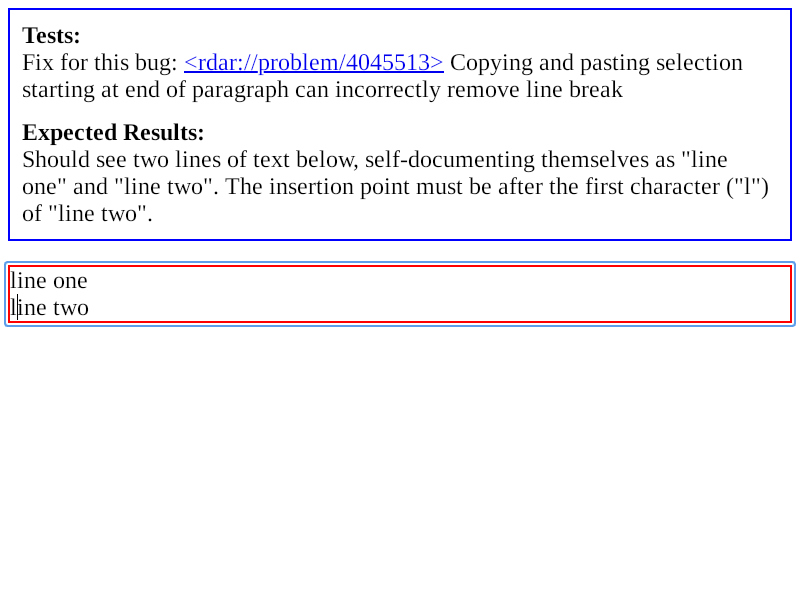 Tests:
Fix for this bug: <rdar://problem/4045513> Copying and pasting selection
starting at end of paragraph can incorrectly remove line break
Expected Results:
Should see two lines of text below, self-documenting themselves as "line
one" and "line two". The insertion point must be after the first character ("l")
of "line two".
line one
line two